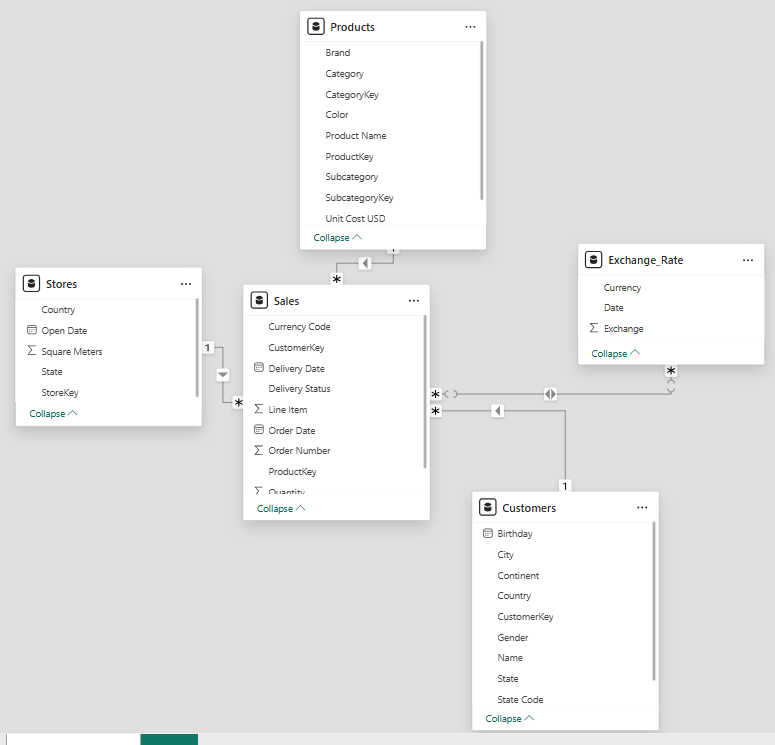 Products
Brand
Category
CategoryKey
Color
Product Name
ProductKey
Subcategory
SubcategoryKey
Unit Cost USD
Collapse
1
*
Stores
Country
Open Date
Square Meters
State
StoreKey
Collapse
1
*
Sales
Currency Code
CustomerKey
Delivery Date
Delivery Status
Line Item
Order Date
Order Number
ProductKey
Quantity
Collapse
*
*
Exchange_Rate
Currency
Date
Exchange
Collapse
*
1
Customers
Birthday
City
Continent
Country
CustomerKey
Gender
Name
State
State Code
Collapse